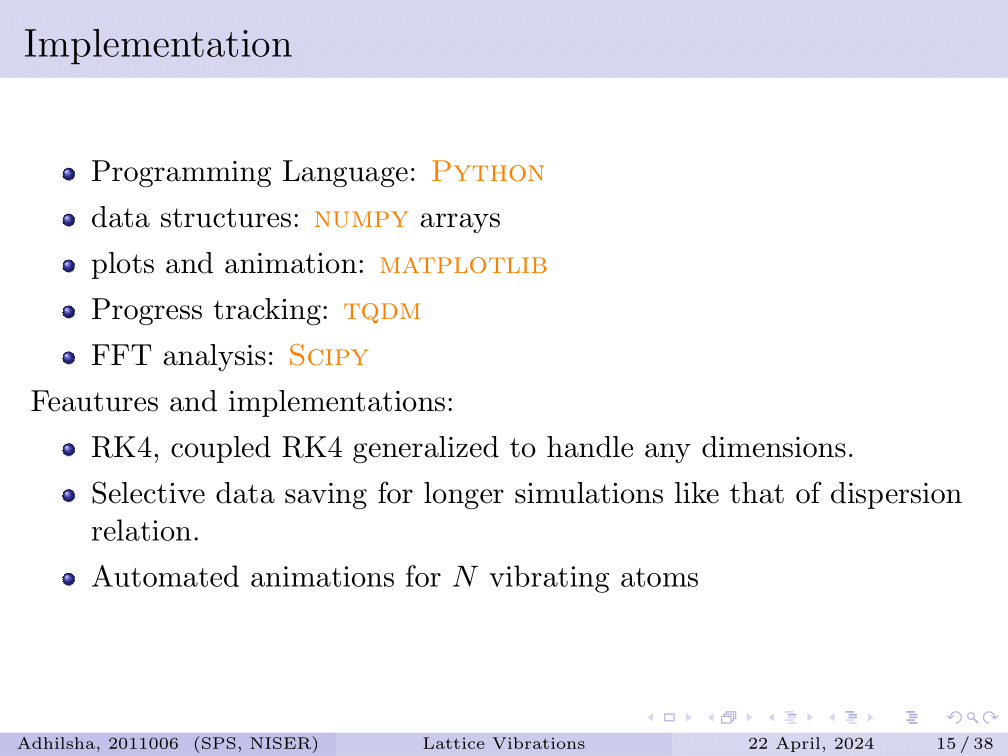 Implementation
Programming Language: Python
data structures: numpy arrays
plots and animation: matplotlib
Progress tracking: tqdm
FFT analysis: Scipy
Feautures and implementations:
RK4, coupled RK4 generalized to handle any dimensions.
Selective data saving for longer simulations like that of dispersion
relation.
Automated animations for N vibrating atoms
Adhilsha, 2011006 (SPS, NISER) Lattice Vibrations 22 April, 2024 15 / 38